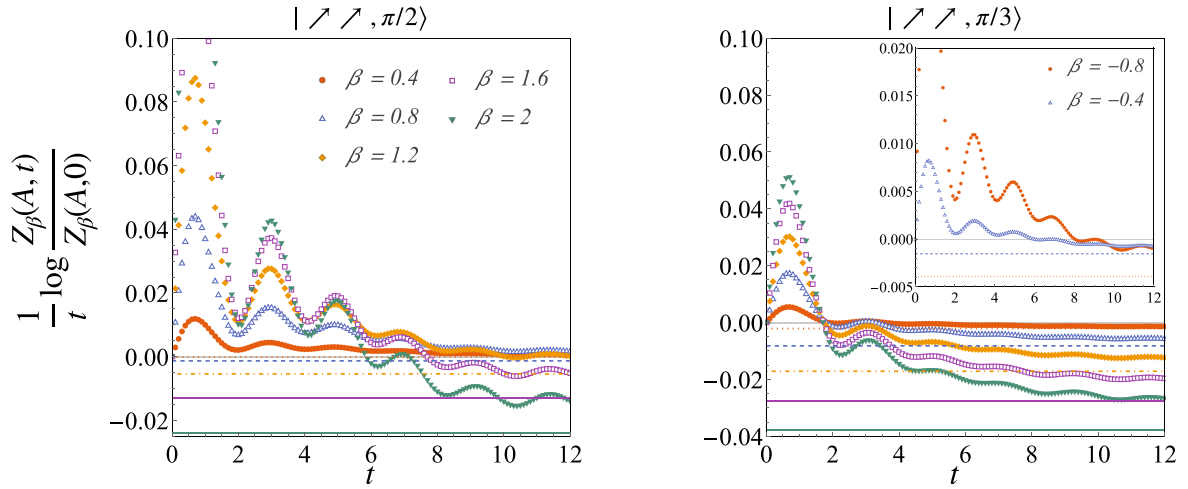 | ↗ ↗ , π/2⟩
1/t log Z_β(A, t)/Z_β(A,0)
0.10
0.08
0.06
0.04
0.02
0.00
−0.02
β = 0.4
β = 1.6
β = 0.8
β = 2
β = 1.2
0 2 4 6 8 10 12
t
| ↗ ↗ , π/3⟩
0.10
0.08
0.06
0.04
0.02
0.00
−0.02
−0.04
0.020
0.015
0.010
0.005
0.000
−0.005
β = −0.8
β = −0.4
0 2 4 6 8 10 12
0 2 4 6 8 10 12
t